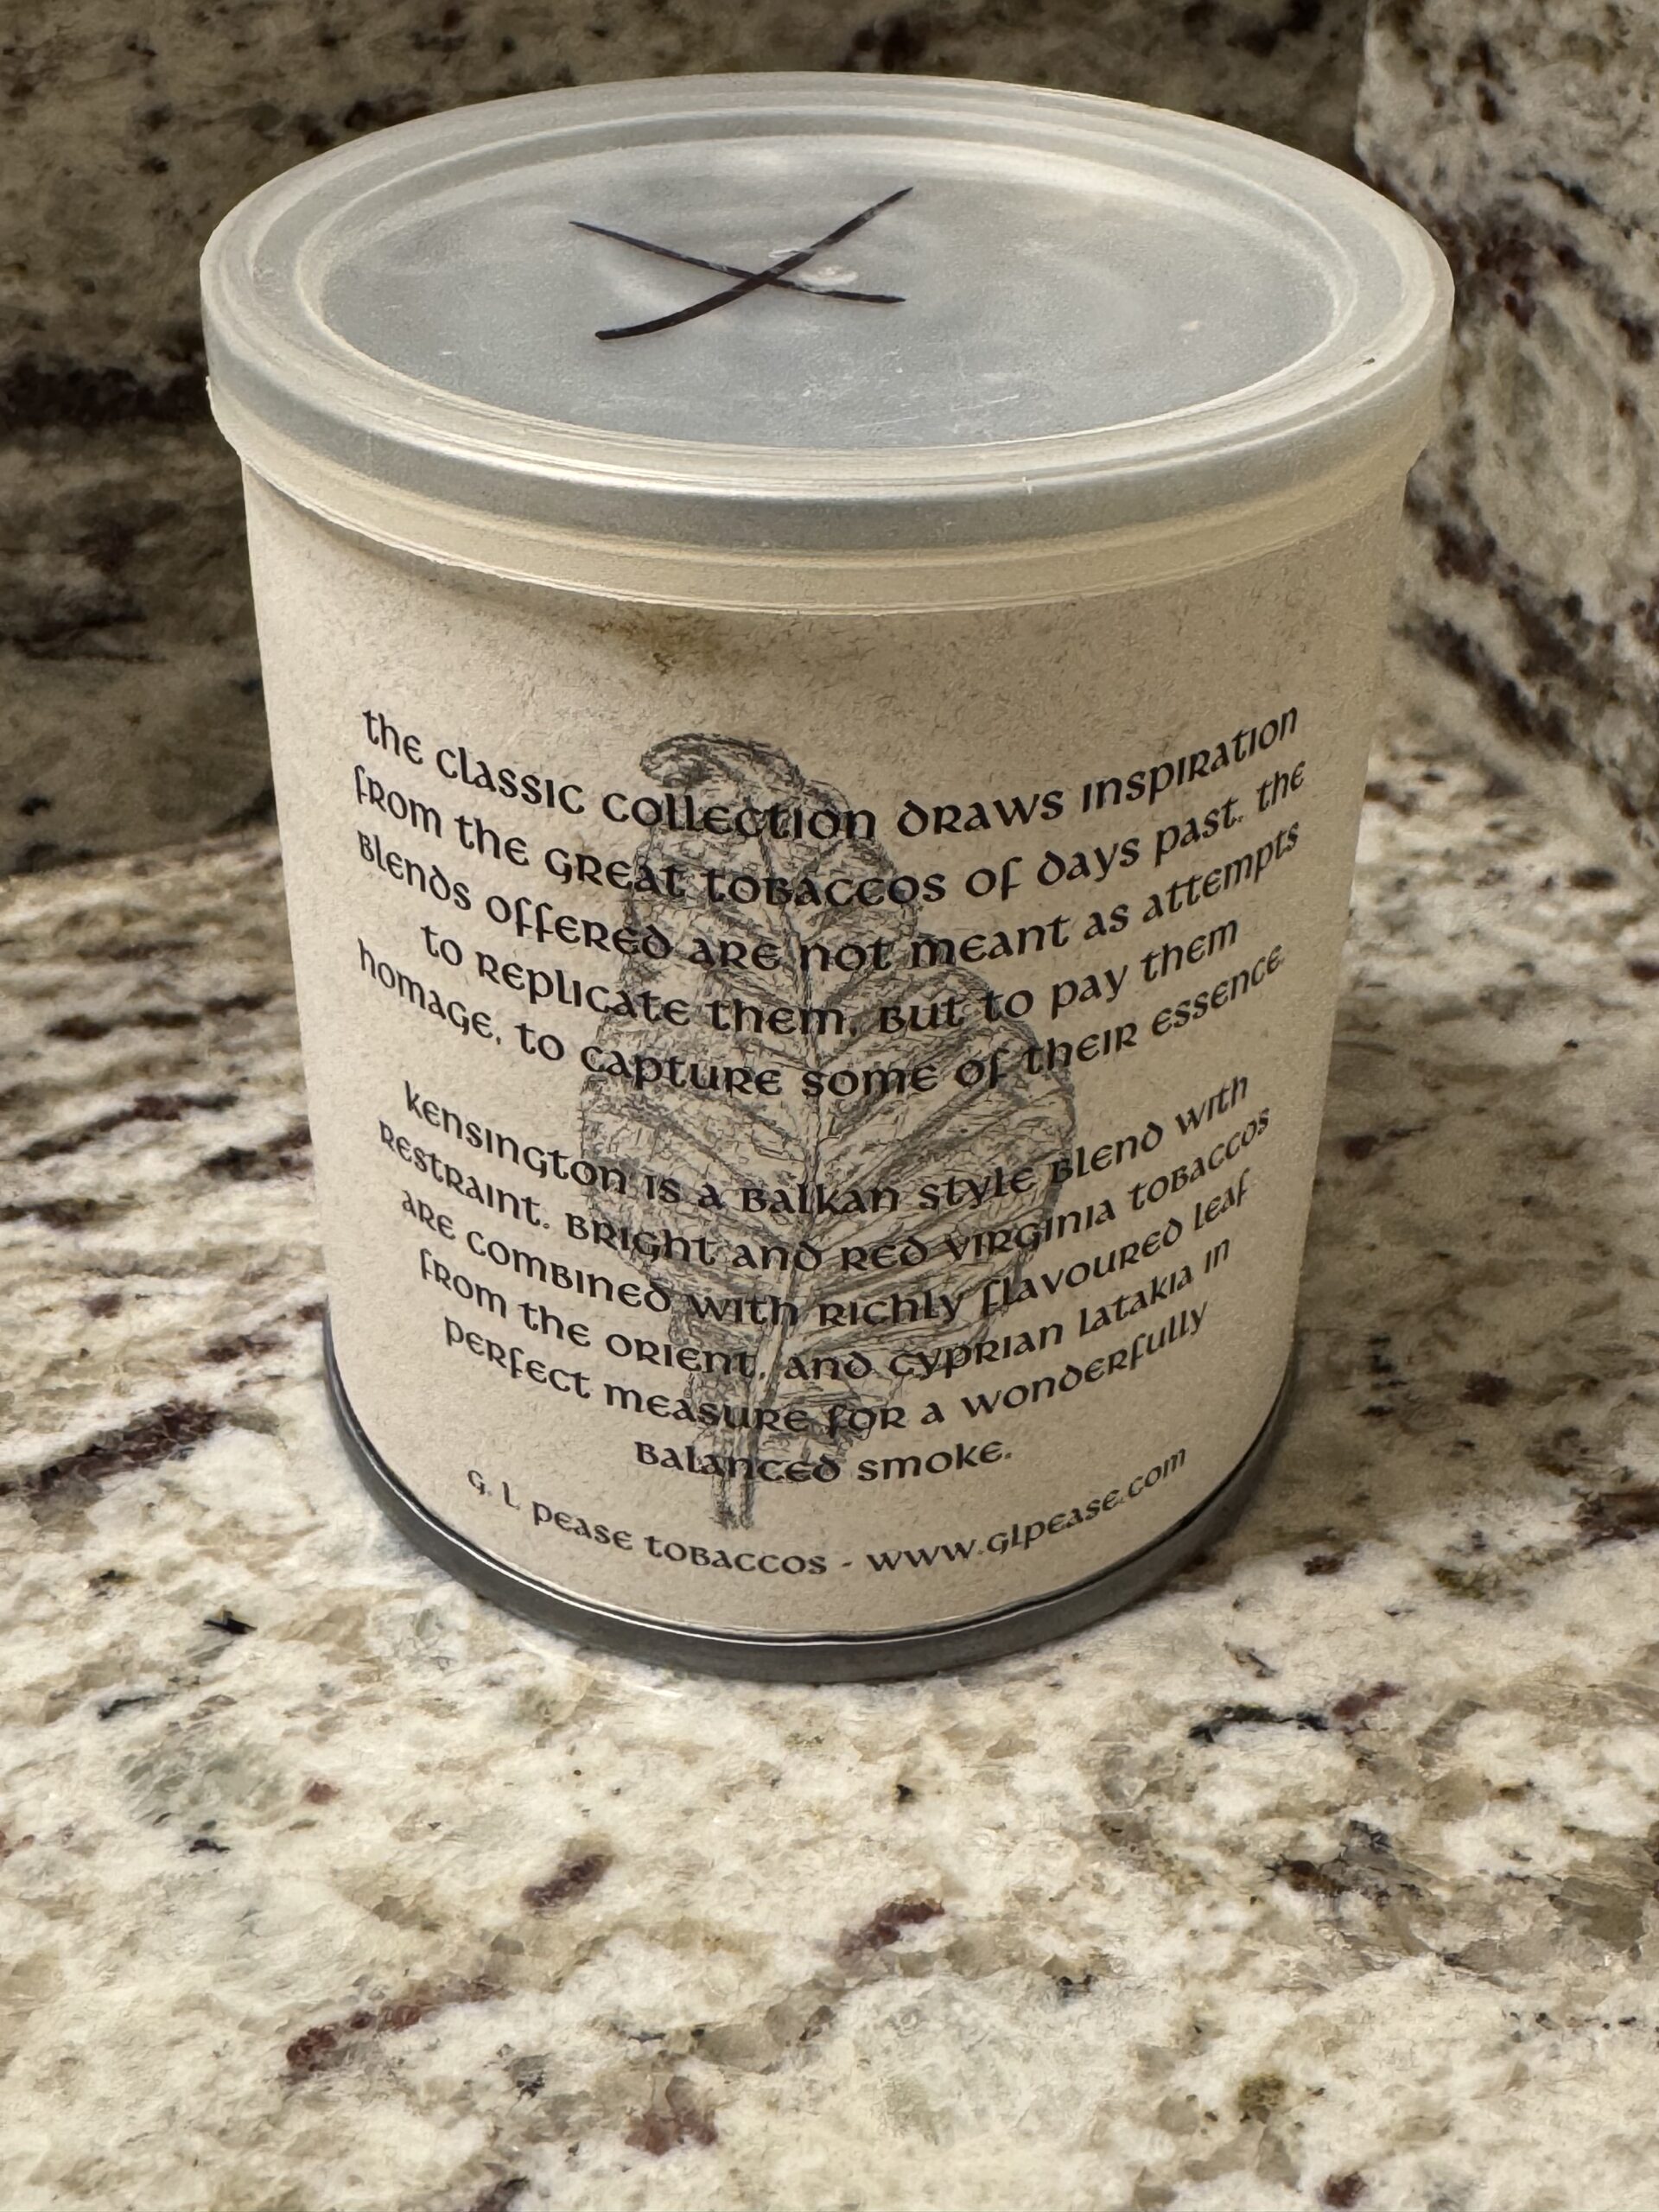 the classic collection draws inspiration
from the great tobaccos of days past. the
blends offered are not meant as attempts
to replicate them, but to pay them
homage, to capture some of their essence.
kensington is a balkan style blend with
restraint. bright and red virginia tobaccos
are combined with richly flavoured leaf
from the orient, and cyprian latakia in
perfect measure for a wonderfully
balanced smoke.
G. L. pease tobaccos - www.glpease.com